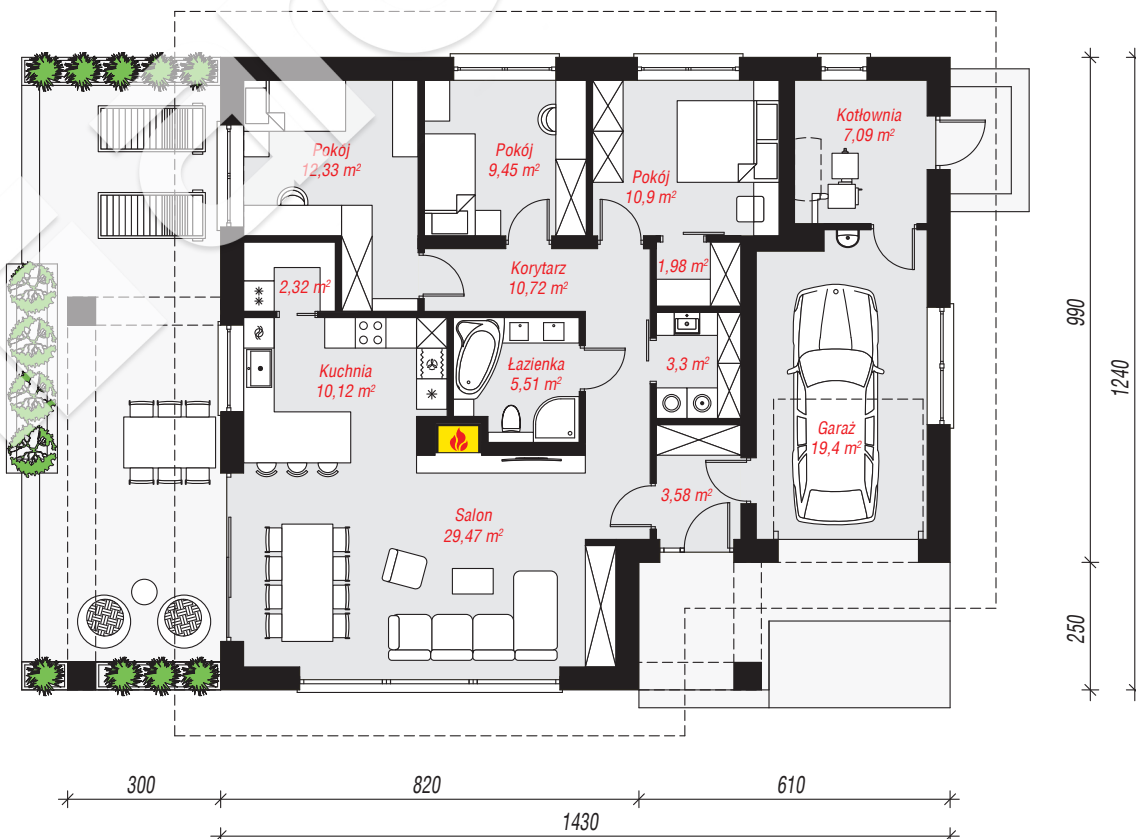 Kotłownia
7,09 m²
Pokój
12,33 m²
Pokój
9,45 m²
Pokój
10,9 m²
2,32 m²
Korytarz
10,72 m²
1,98 m²
Kuchnia
10,12 m²
Łazienka
5,51 m²
3,3 m²
Garaż
19,4 m²
Salon
29,47 m²
3,58 m²
990
1240
250
300
820
610
1430